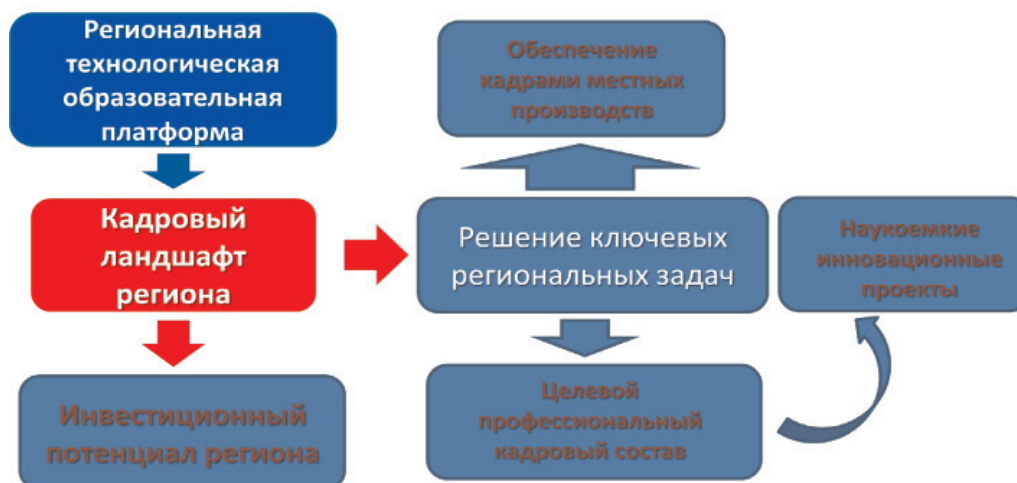 Региональная
технологическая
образовательная
платформа
Обеспечение
кадрами местных
производств
Кадровый
ландшафт
региона
Решение ключевых
региональных задач
Наукоемкие
инновационные
проекты
Инвестиционный
потенциал региона
Целевой
профессиональный
кадровый состав